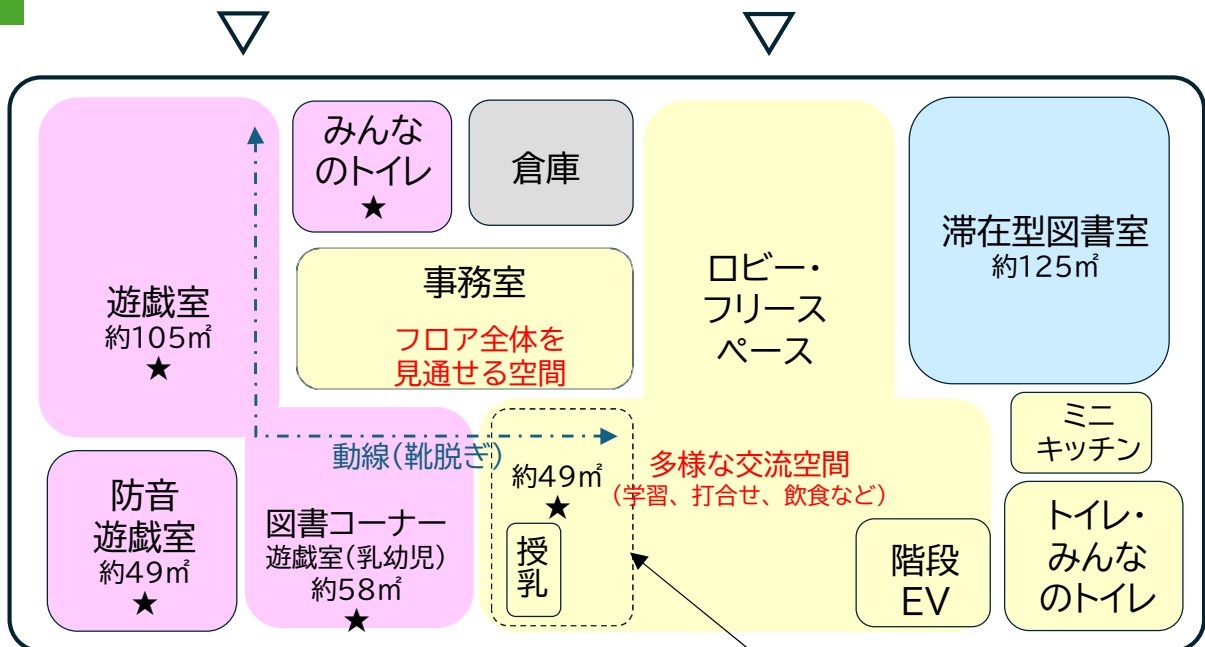 みんな
のトイレ
★
倉庫
遊戯室
約105㎡
★
事務室
フロア全体を
見通せる空間
ロビー・
フリース
ペース
滞在型図書室
約125㎡
動線(靴脱ぎ)
ミニ
キッチン
防音
遊戯室
約49㎡
★
図書コーナー
遊戯室(乳幼児)
約58㎡
★
約49㎡
★
授
乳
多様な交流空間
(学習、打合せ、飲食など)
階段
EV
トイレ・
みんな
のトイレ